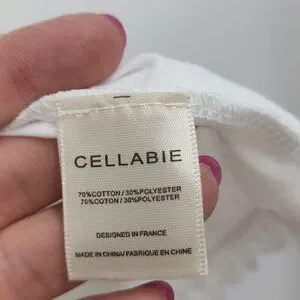 CELLABIE
70%COTTON/30%POLYESTER
70%COTON/30%POLYESTER
DESIGNED IN FRANCE
MADE IN CHINA/FABRIQUE EN CHINE